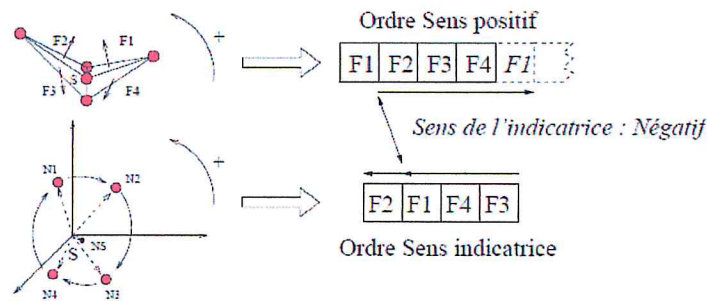 Ordre Sens positif
F2 F1
+
F1 F2 F3 F4 F1
S
F3 F4
Sens de l'indicatrice : Négatif
N1 N2
+
F2 F1 F4 F3
S N5
Ordre Sens indicatrice
N4 N3